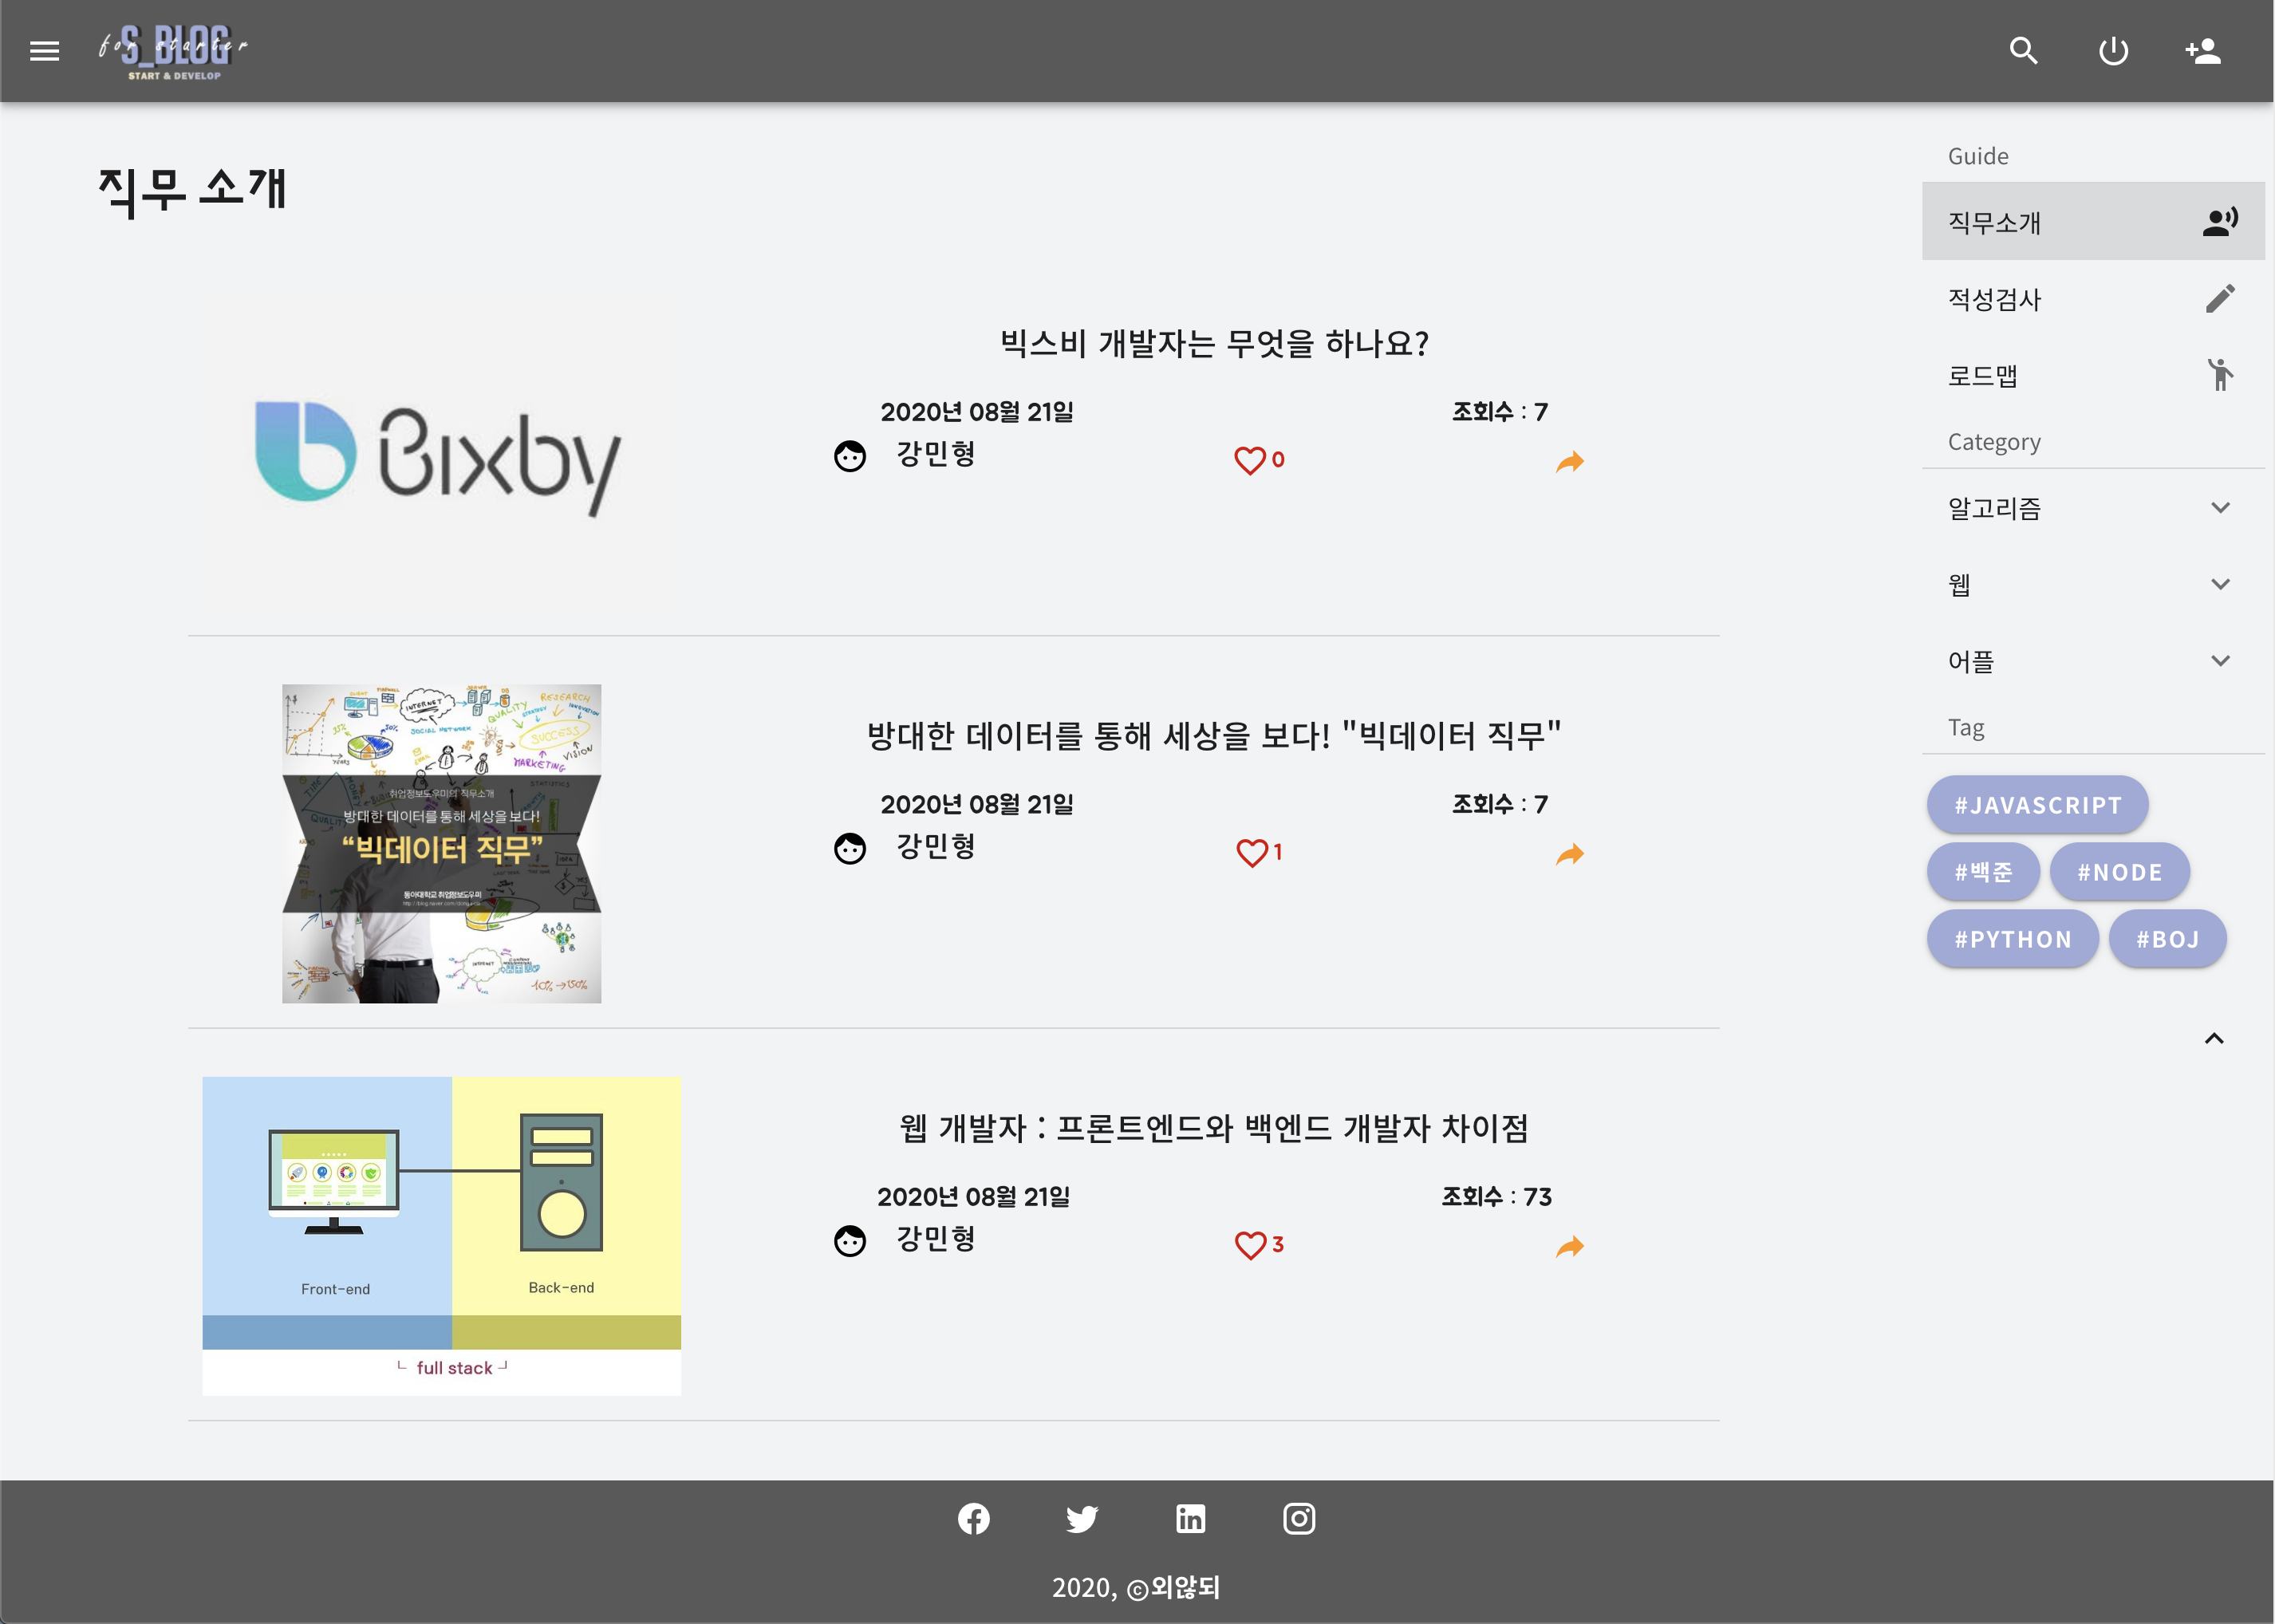 for starter
S_BLOG
START & DEVELOP
직무 소개
Bixby
빅스비 개발자는 무엇을 하나요?
2020년 08월 21일
조회수 : 7
강민형
0
INTERNET
RESEARCH
QUALITY
SUCCESS
SOCIAL NETWORK
MARKETING
VISION
취업정보도우미의 직무소개
방대한 데이터를 통해 세상을 보다!
“빅데이터 직무”
동아대학교 취업정보도우미
10% → 150%
방대한 데이터를 통해 세상을 보다! "빅데이터 직무"
2020년 08월 21일
조회수 : 7
강민형
1
Front-end
Back-end
full stack
웹 개발자 : 프론트엔드와 백엔드 개발자 차이점
2020년 08월 21일
조회수 : 73
강민형
3
Guide
직무소개
적성검사
로드맵
Category
알고리즘
웹
어플
Tag
#JAVASCRIPT
#백준 #NODE
#PYTHON #BOJ
2020, ©외않되